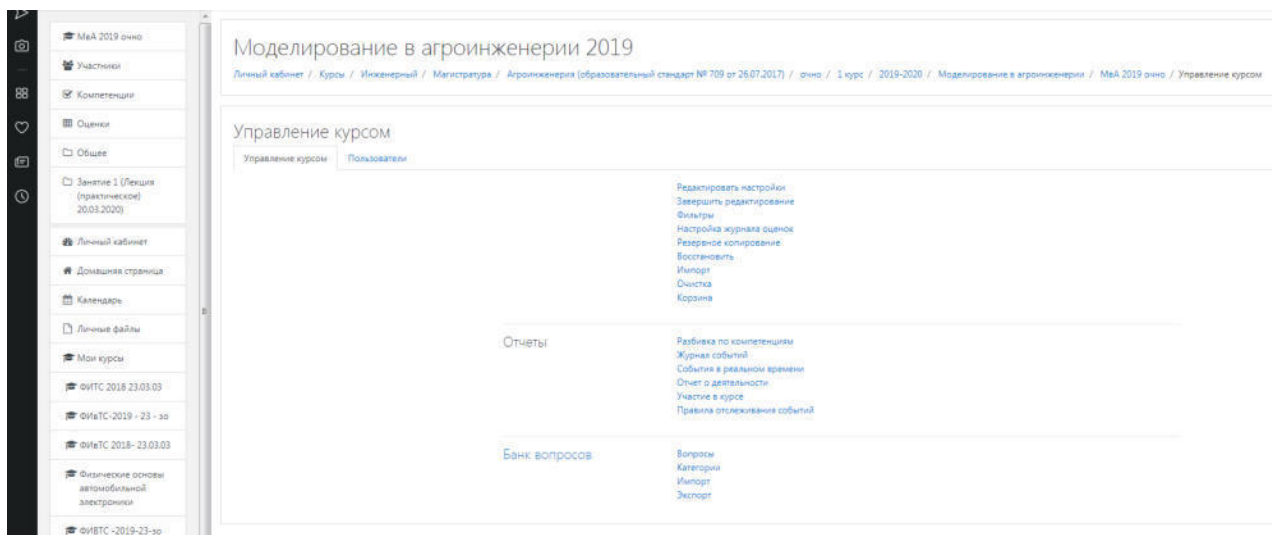 МвА 2019 очно
Участники
Компетенции
Оценки
Общее
Занятие 1 (Лекция
(практическое)
20.03.2020)
Личный кабинет
Домашняя страница
Календарь
Личные файлы
Мои курсы
ФИТС 2018 23.03.03
ФИвТС-2019 - 23 - зо
ФИвТС 2018- 23.03.03
Физические основы
автомобильной
электроники
ФИВТС -2019-23-зо
Моделирование в агроинженерии 2019
Личный кабинет / Курсы / Инженерный / Магистратура / Агроинженерия (образовательный стандарт № 709 от 26.07.2017) / очно / 1 курс / 2019-2020 / Моделирование в агроинженерии / МвА 2019 очно / Управление курсом
Управление курсом
Управление курсом Пользователи
Редактировать настройки
Завершить редактирование
Фильтры
Настройка журнала оценок
Резервное копирование
Восстановить
Импорт
Очистка
Корзина
Отчеты
Разбивка по компетенциям
Журнал событий
События в реальном времени
Отчет о деятельности
Участие в курсе
Правила отслеживания событий
Банк вопросов
Вопросы
Категории
Импорт
Экспорт